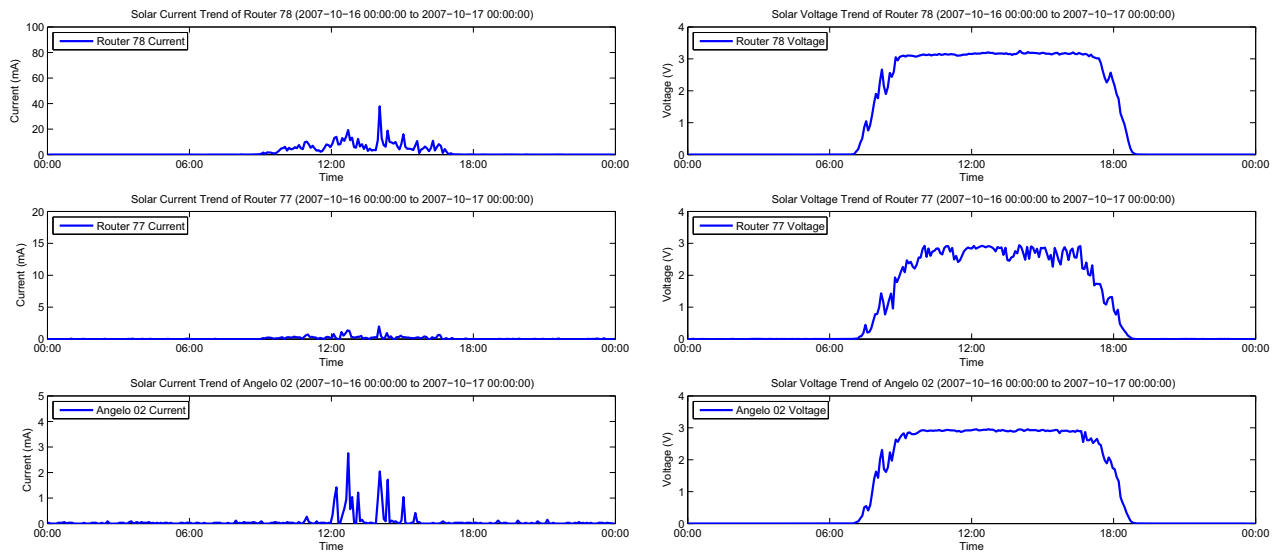 Solar Current Trend of Router 78 (2007−10−16 00:00:00 to 2007−10−17 00:00:00)
Router 78 Current
Current (mA)
100
80
60
40
20
0
00:00 06:00 12:00 18:00 00:00
Time
Solar Voltage Trend of Router 78 (2007−10−16 00:00:00 to 2007−10−17 00:00:00)
Router 78 Voltage
Voltage (V)
4
3
2
1
0
00:00 06:00 12:00 18:00 00:00
Time
Solar Current Trend of Router 77 (2007−10−16 00:00:00 to 2007−10−17 00:00:00)
Router 77 Current
Current (mA)
20
15
10
5
0
00:00 06:00 12:00 18:00 00:00
Time
Solar Voltage Trend of Router 77 (2007−10−16 00:00:00 to 2007−10−17 00:00:00)
Router 77 Voltage
Voltage (V)
4
3
2
1
0
00:00 06:00 12:00 18:00 00:00
Time
Solar Current Trend of Angelo 02 (2007−10−16 00:00:00 to 2007−10−17 00:00:00)
Angelo 02 Current
Current (mA)
5
4
3
2
1
0
00:00 06:00 12:00 18:00 00:00
Time
Solar Voltage Trend of Angelo 02 (2007−10−16 00:00:00 to 2007−10−17 00:00:00)
Angelo 02 Voltage
Voltage (V)
4
3
2
1
0
00:00 06:00 12:00 18:00 00:00
Time